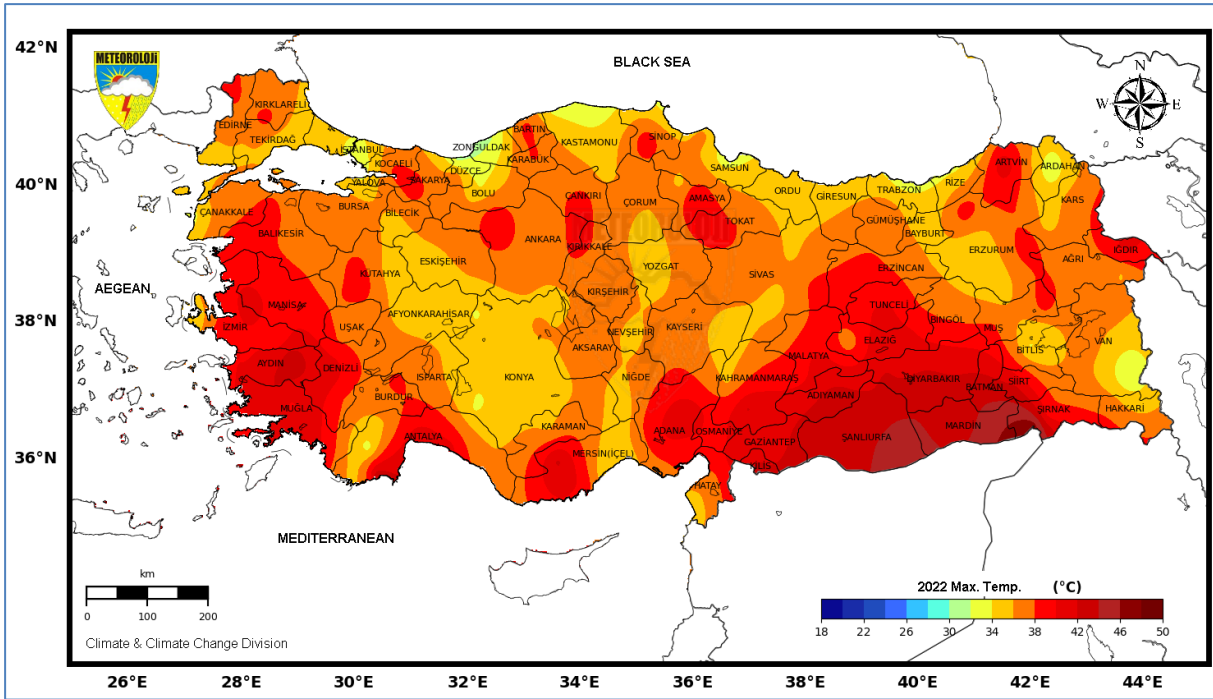 42°N
40°N
38°N
36°N
METEOROLOJİ
BLACK SEA
N
W E
S
KIRKLARELİ
EDİRNE
TEKİRDAĞ
İSTANBUL
KOCAELİ
YALOVA
SAKARYA
DÜZCE
ZONGULDAK
BARTIN
KARABÜK
KASTAMONU
SİNOP
BOLU
SAMSUN
ORDU
GİRESUN
TRABZON
RİZE
ARTVİN
ARDAHAN
KARS
ÇANAKKALE
BALIKESİR
BURSA
BİLECİK
ÇANKIRI
ÇORUM
AMASYA
TOKAT
GÜMÜŞHANE
BAYBURT
ERZURUM
IĞDIR
AĞRI
ESKİŞEHİR
ANKARA
KIRIKKALE
YOZGAT
SİVAS
ERZİNCAN
KÜTAHYA
AEGEAN
MANİSA
İZMİR
UŞAK
AFYONKARAHİSAR
KIRŞEHİR
NEVŞEHİR
KAYSERİ
AKSARAY
TUNCELİ
BİNGÖL
MUŞ
ELAZIĞ
BİTLİS
VAN
MALATYA
AYDIN
DENİZLİ
ISPARTA
BURDUR
KONYA
NİĞDE
KAHRAMANMARAŞ
ADIYAMAN
DİYARBAKIR
BATMAN
SİİRT
ŞIRNAK
HAKKARİ
MUĞLA
ANTALYA
KARAMAN
MERSİN(İÇEL)
ADANA
OSMANİYE
GAZİANTEP
ŞANLIURFA
MARDİN
KİLİS
HATAY
MEDITERRANEAN
km
0 100 200
Climate & Climate Change Division
2022 Max. Temp. (°C)
18 22 26 30 34 38 42 46 50
26°E 28°E 30°E 32°E 34°E 36°E 38°E 40°E 42°E 44°E